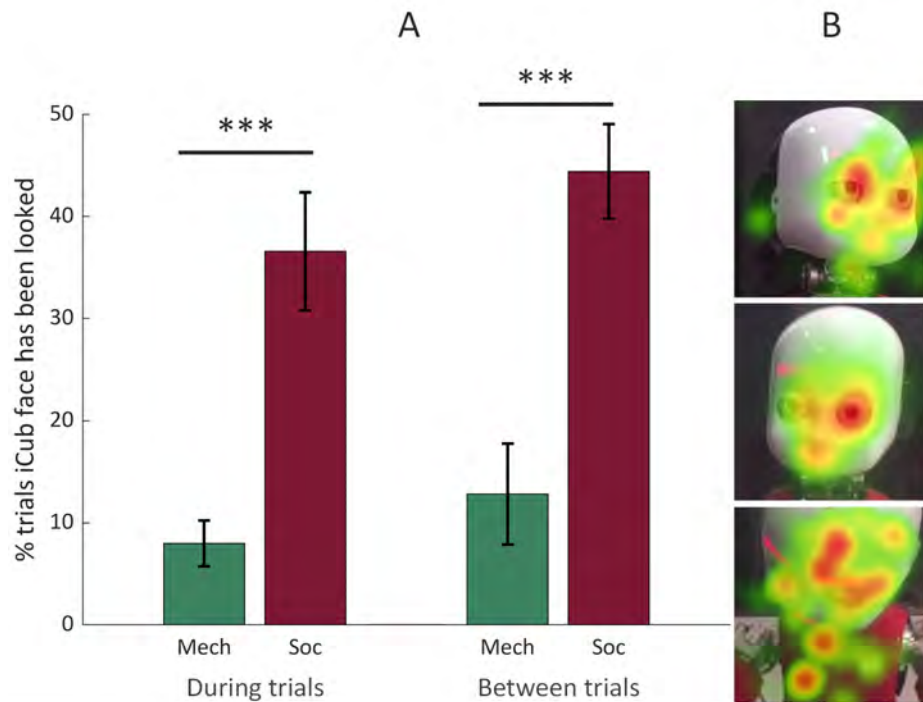 A
B
% trials iCub face has been looked
50
40
30
20
10
0
***
***
Mech
Soc
Mech
Soc
During trials
Between trials